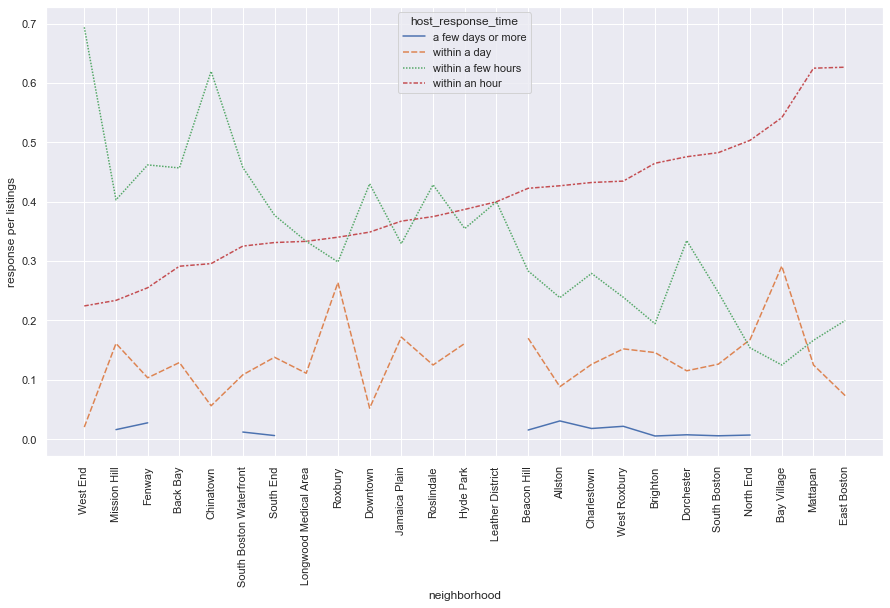 host_response_time
a few days or more
within a day
within a few hours
within an hour
response per listings
0.7
0.6
0.5
0.4
0.3
0.2
0.1
0.0
West End
Mission Hill
Fenway
Back Bay
Chinatown
South Boston Waterfront
South End
Longwood Medical Area
Roxbury
Downtown
Jamaica Plain
Roslindale
Hyde Park
Leather District
Beacon Hill
Allston
Charlestown
West Roxbury
Brighton
Dorchester
South Boston
North End
Bay Village
Mattapan
East Boston
neighborhood